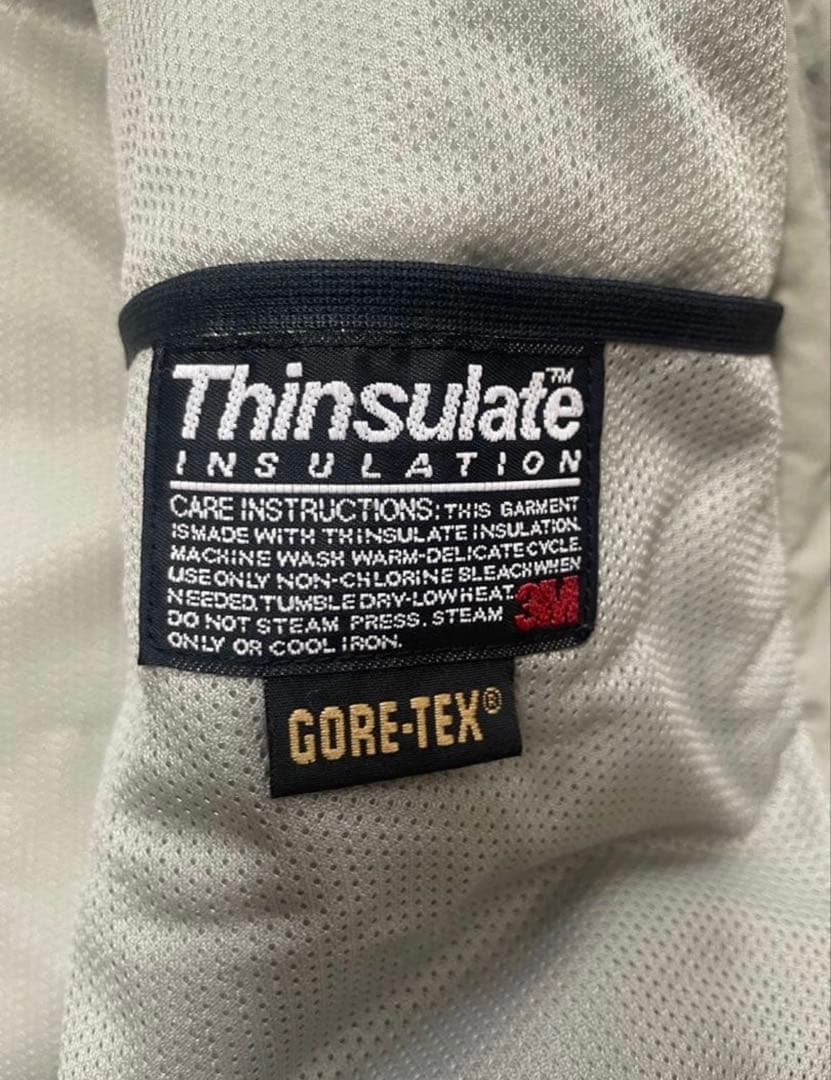 Thinsulate™
INSULATION
CARE INSTRUCTIONS: THIS GARMENT
IS MADE WITH THINSULATE INSULATION.
MACHINE WASH WARM-DELICATE CYCLE.
USE ONLY NON-CHLORINE BLEACH WHEN
NEEDED. TUMBLE DRY-LOW HEAT.
DO NOT STEAM PRESS. STEAM
ONLY OR COOL IRON.
3M
GORE-TEX®